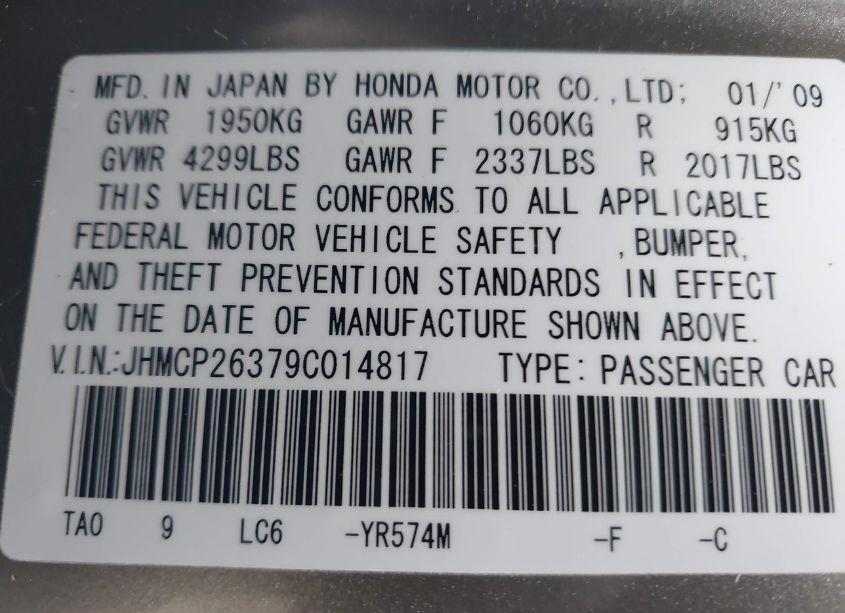 MFD. IN JAPAN BY HONDA MOTOR CO.,LTD; 01/'09
GVWR 1950KG GAWR F 1060KG R 915KG
GVWR 4299LBS GAWR F 2337LBS R 2017LBS
THIS VEHICLE CONFORMS TO ALL APPLICABLE
FEDERAL MOTOR VEHICLE SAFETY ,BUMPER,
AND THEFT PREVENTION STANDARDS IN EFFECT
ON THE DATE OF MANUFACTURE SHOWN ABOVE.
V.I.N.:JHMCP26379C014817 TYPE: PASSENGER CAR
TA0 9 LC6 -YR574M -F -C